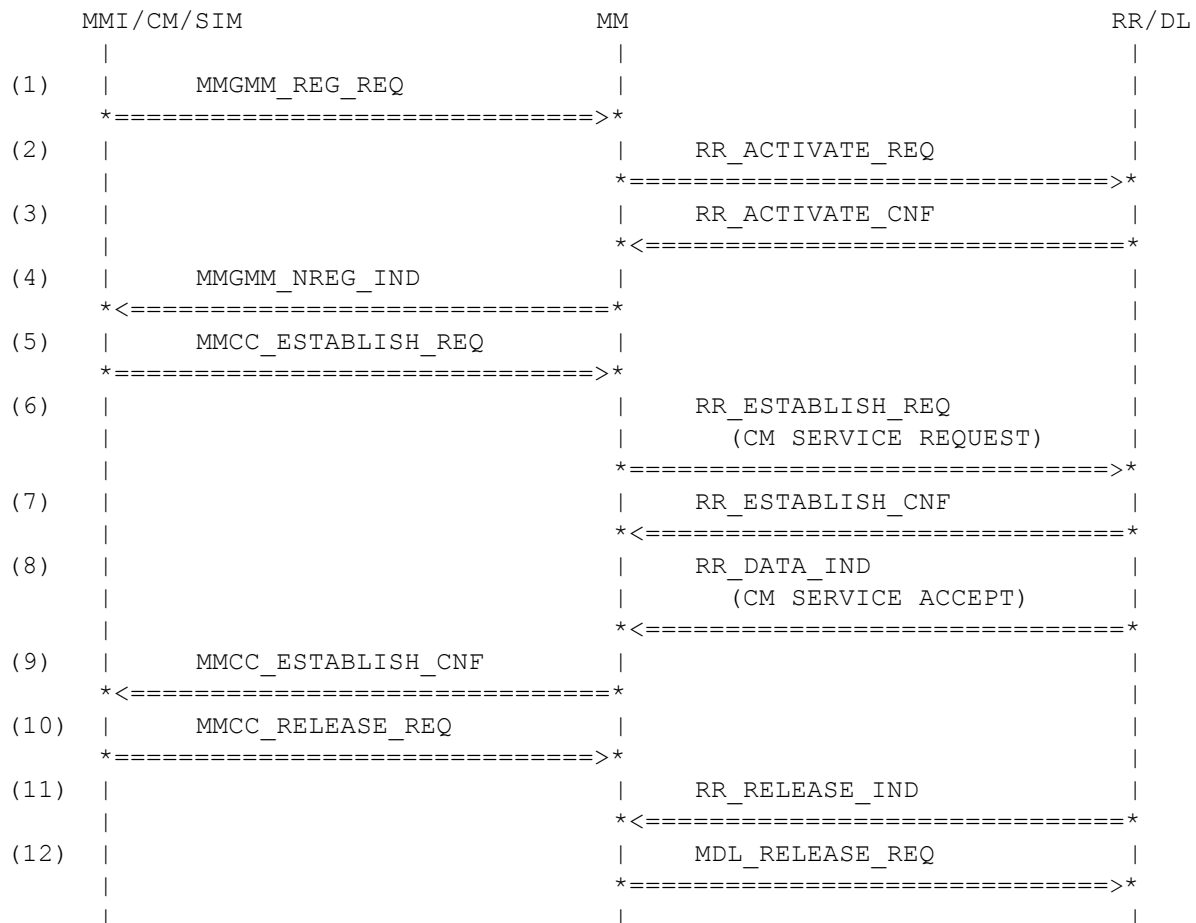 MMI/CM/SIM MM RR/DL
(1) MMGMM_REG_REQ
(2) RR_ACTIVATE_REQ
(3) RR_ACTIVATE_CNF
(4) MMGMM_NREG_IND
(5) MMCC_ESTABLISH_REQ
(6) RR_ESTABLISH_REQ
(CM SERVICE REQUEST)
(7) RR_ESTABLISH_CNF
(8) RR_DATA_IND
(CM SERVICE ACCEPT)
(9) MMCC_ESTABLISH_CNF
(10) MMCC_RELEASE_REQ
(11) RR_RELEASE_IND
(12) MDL_RELEASE_REQ